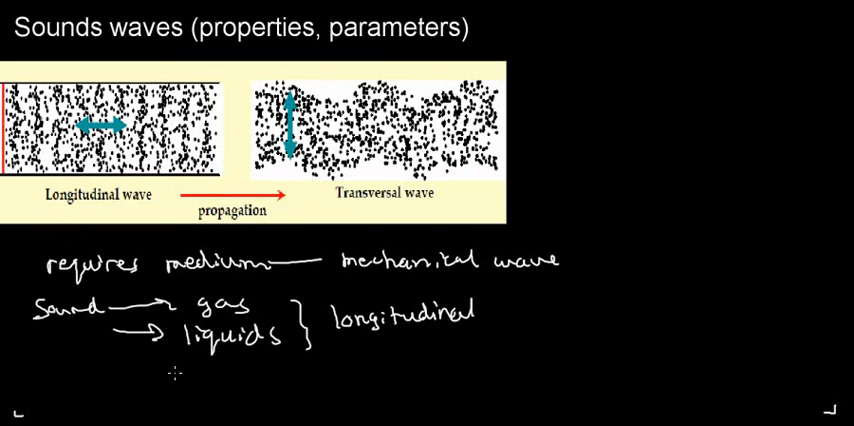 Sounds waves (properties, parameters)
Longitudinal wave
propagation
Transversal wave
requires medium — mechanical wave
Sound → gas
→ liquids } longitudinal